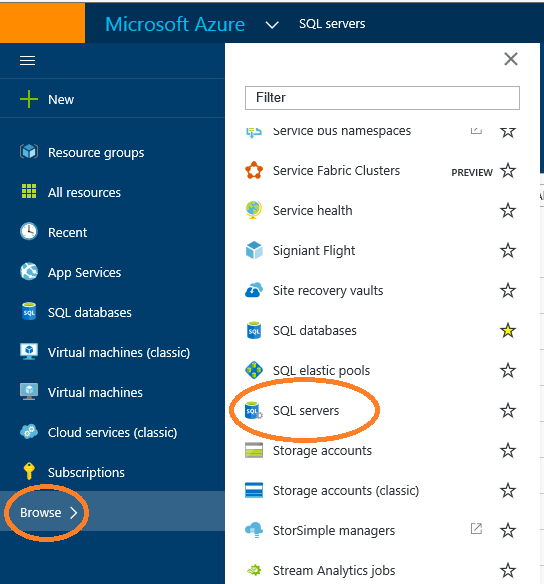 Microsoft Azure SQL servers
New
Resource groups
All resources
Recent
App Services
SQL databases
Virtual machines (classic)
Virtual machines
Cloud services (classic)
Subscriptions
Browse
Filter
Service bus namespaces
Service Fabric Clusters PREVIEW
Service health
Signiant Flight
Site recovery vaults
SQL databases
SQL elastic pools
SQL servers
Storage accounts
Storage accounts (classic)
StorSimple managers
Stream Analytics jobs